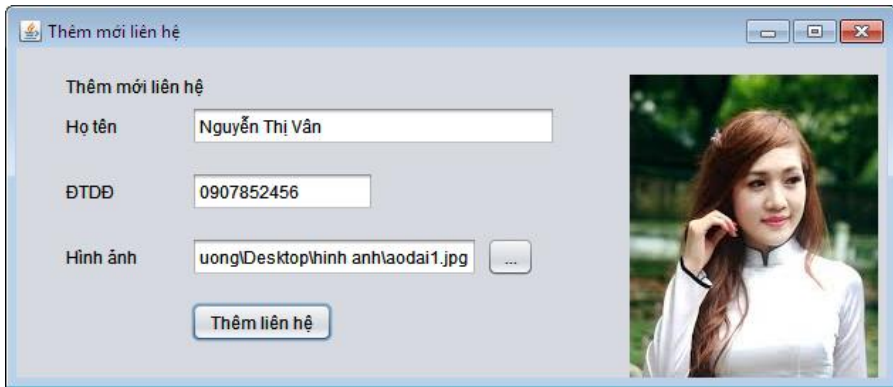 Thêm mới liên hệ
Thêm mới liên hệ
Họ tên
Nguyễn Thị Vân
ĐTDĐ
0907852456
Hình ảnh
uong\Desktop\hinh anh\aodai1.jpg
...
Thêm liên hệ